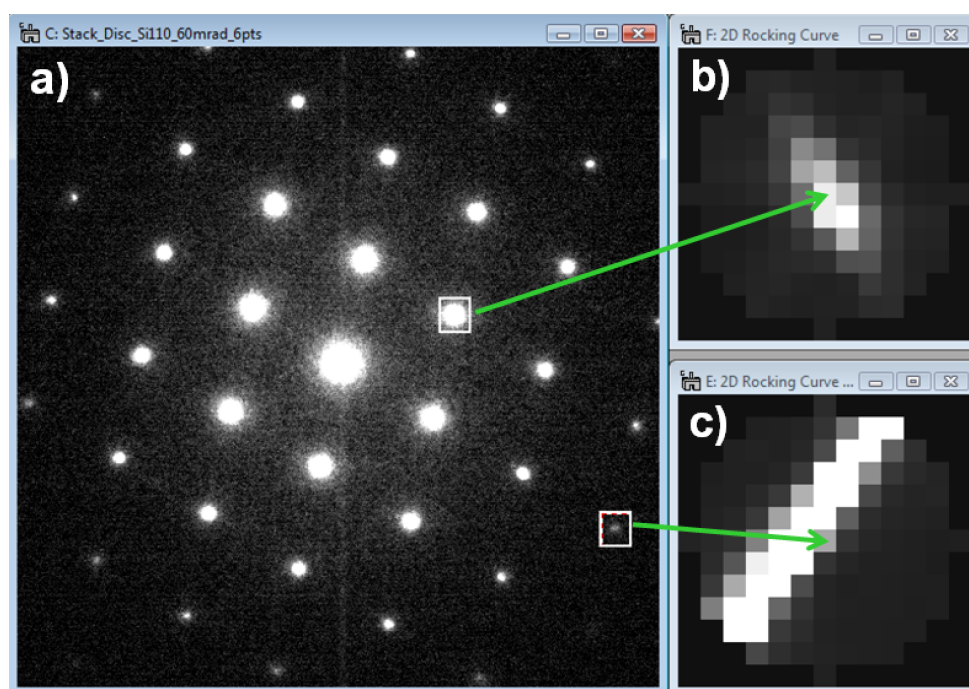 C: Stack_Disc_Si110_60mrad_6pts
a)
F: 2D Rocking Curve
b)
E: 2D Rocking Curve ...
c)